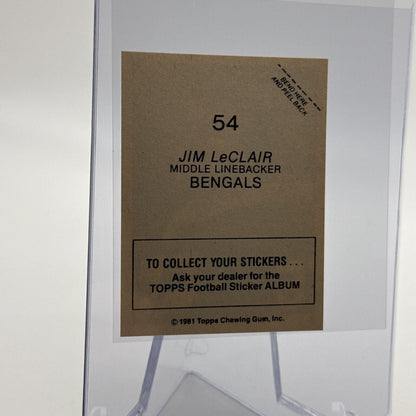 BEND HERE
AND PEEL BACK
54
JIM LeCLAIR
MIDDLE LINEBACKER
BENGALS
TO COLLECT YOUR STICKERS . . .
Ask your dealer for the
TOPPS Football Sticker ALBUM
© 1981 Topps Chewing Gum, Inc.